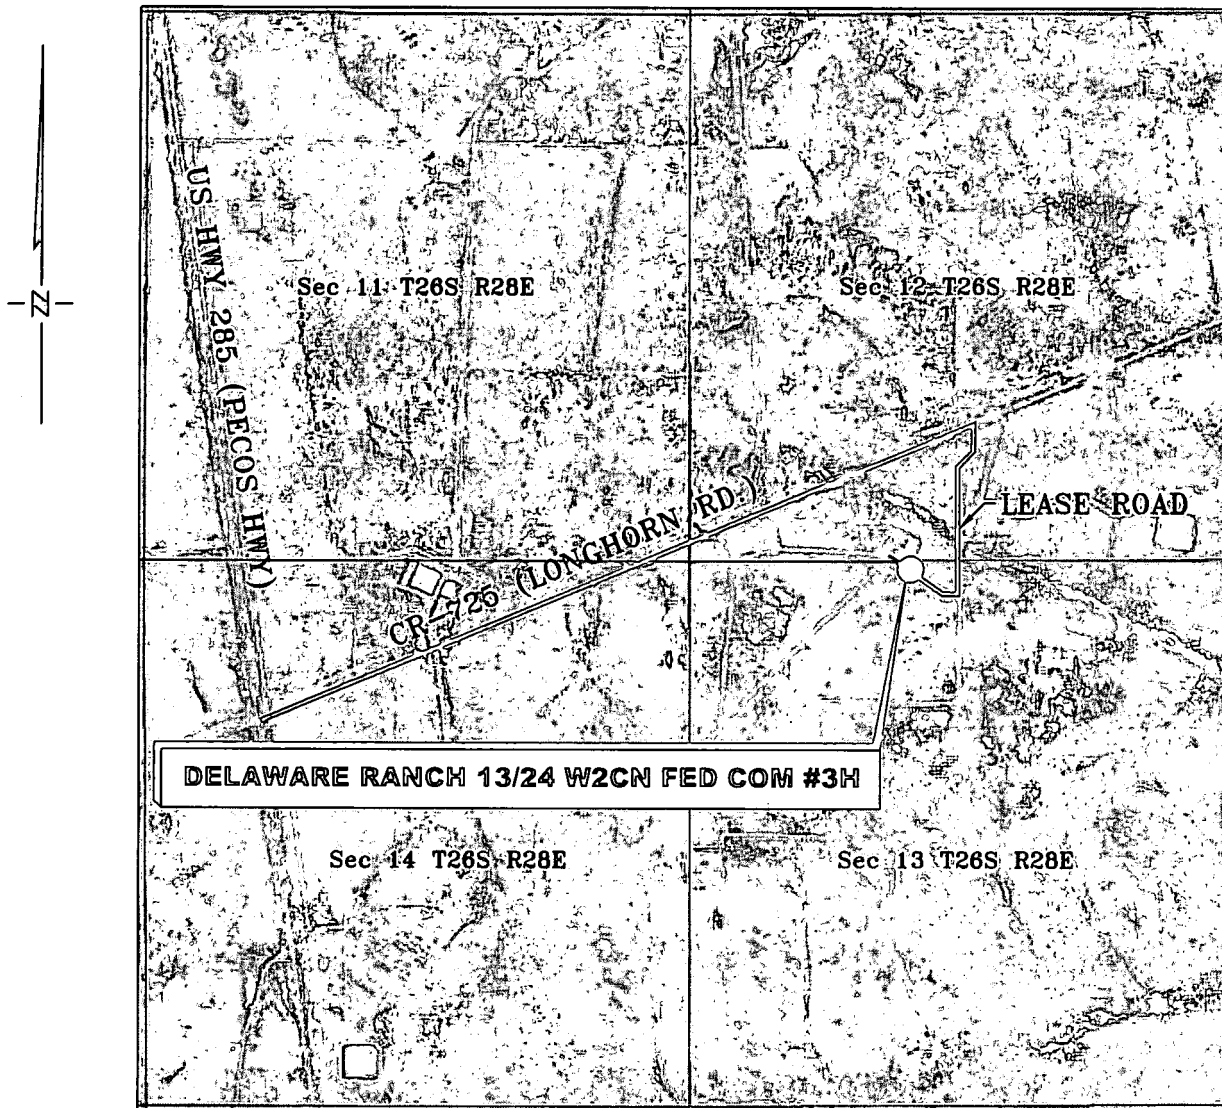 US HWY 285 (PECOS HWY)
Sec 11 T26S R28E
Sec 12 T26S R28E
CR 725 (LONGHORN RD)
LEASE ROAD
DELAWARE RANCH 13/24 W2CN FED COM #3H
Sec 14 T26S R28E
Sec 13 T26S R28E